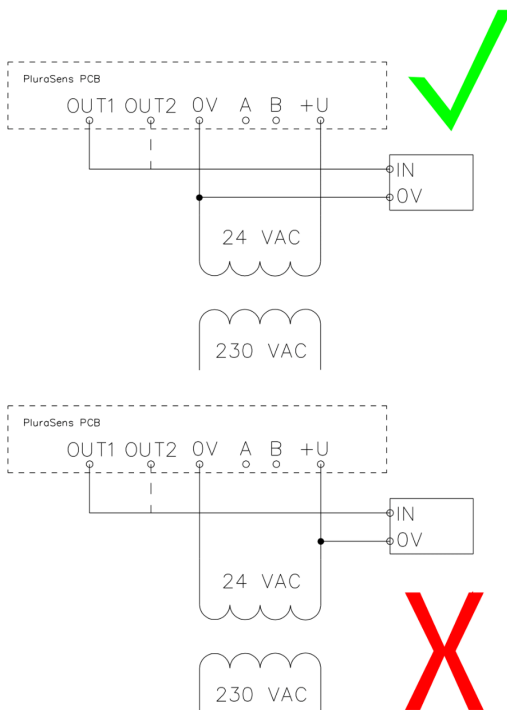 PluraSens PCB
OUT1 OUT2 0V A B +U
IN
0V
24 VAC
230 VAC
PluraSens PCB
OUT1 OUT2 0V A B +U
IN
0V
24 VAC
230 VAC